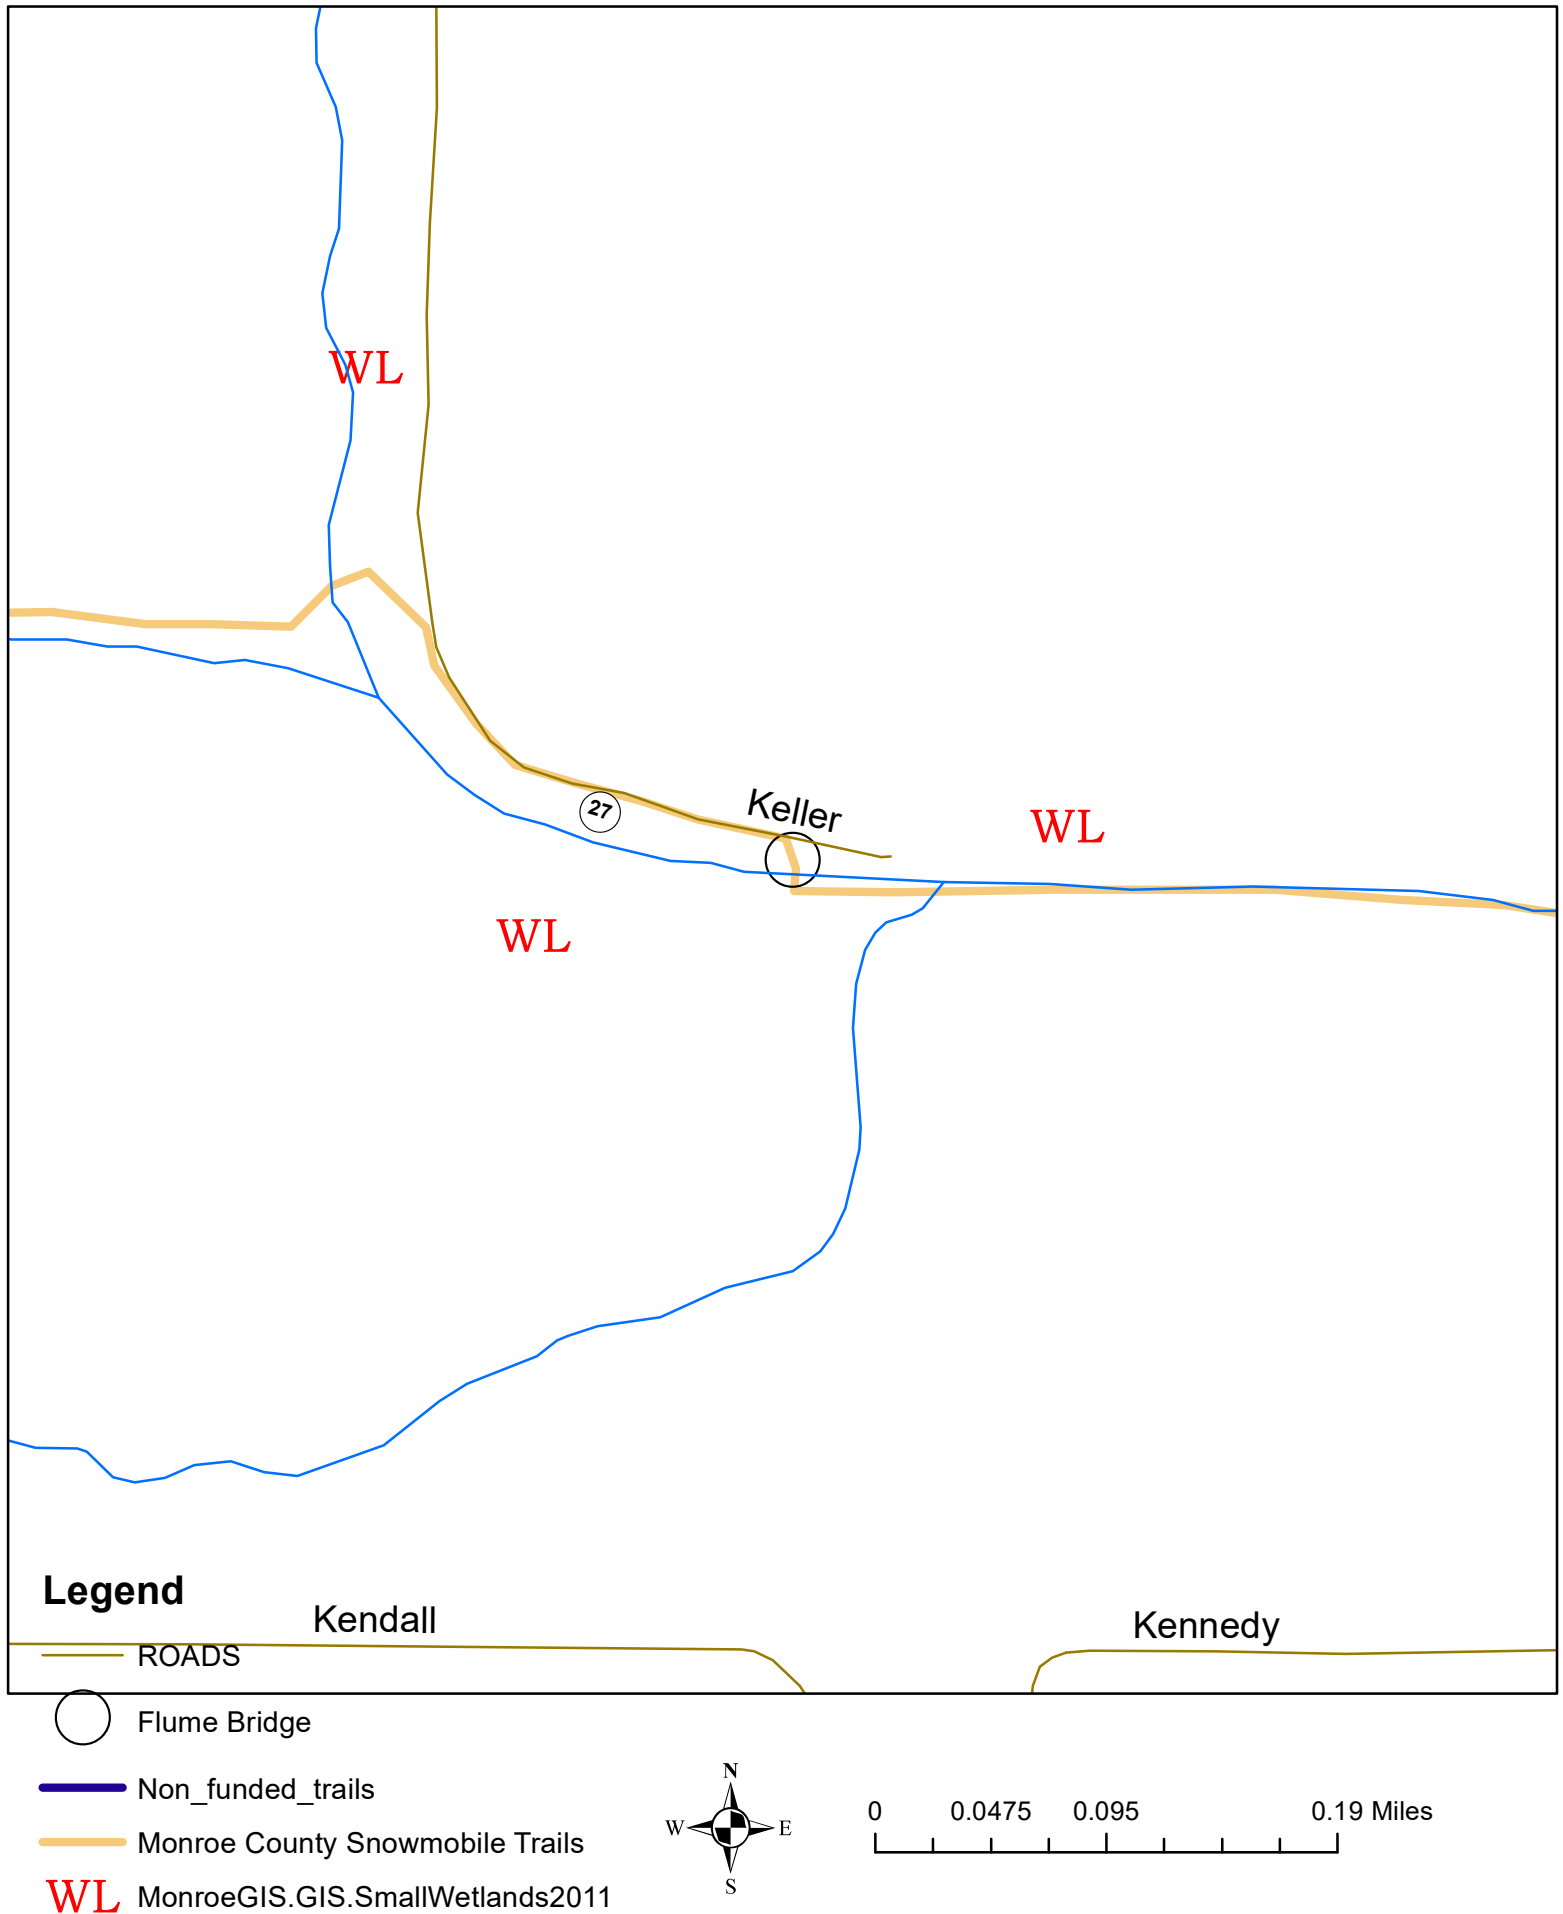 WL
27
Keller
WL
WL
Legend
Kendall
Kennedy
ROADS
Flume Bridge
Non_funded_trails
Monroe County Snowmobile Trails
WL MonroeGIS.GIS.SmallWetlands2011
N
W E
S
0 0.0475 0.095 0.19 Miles